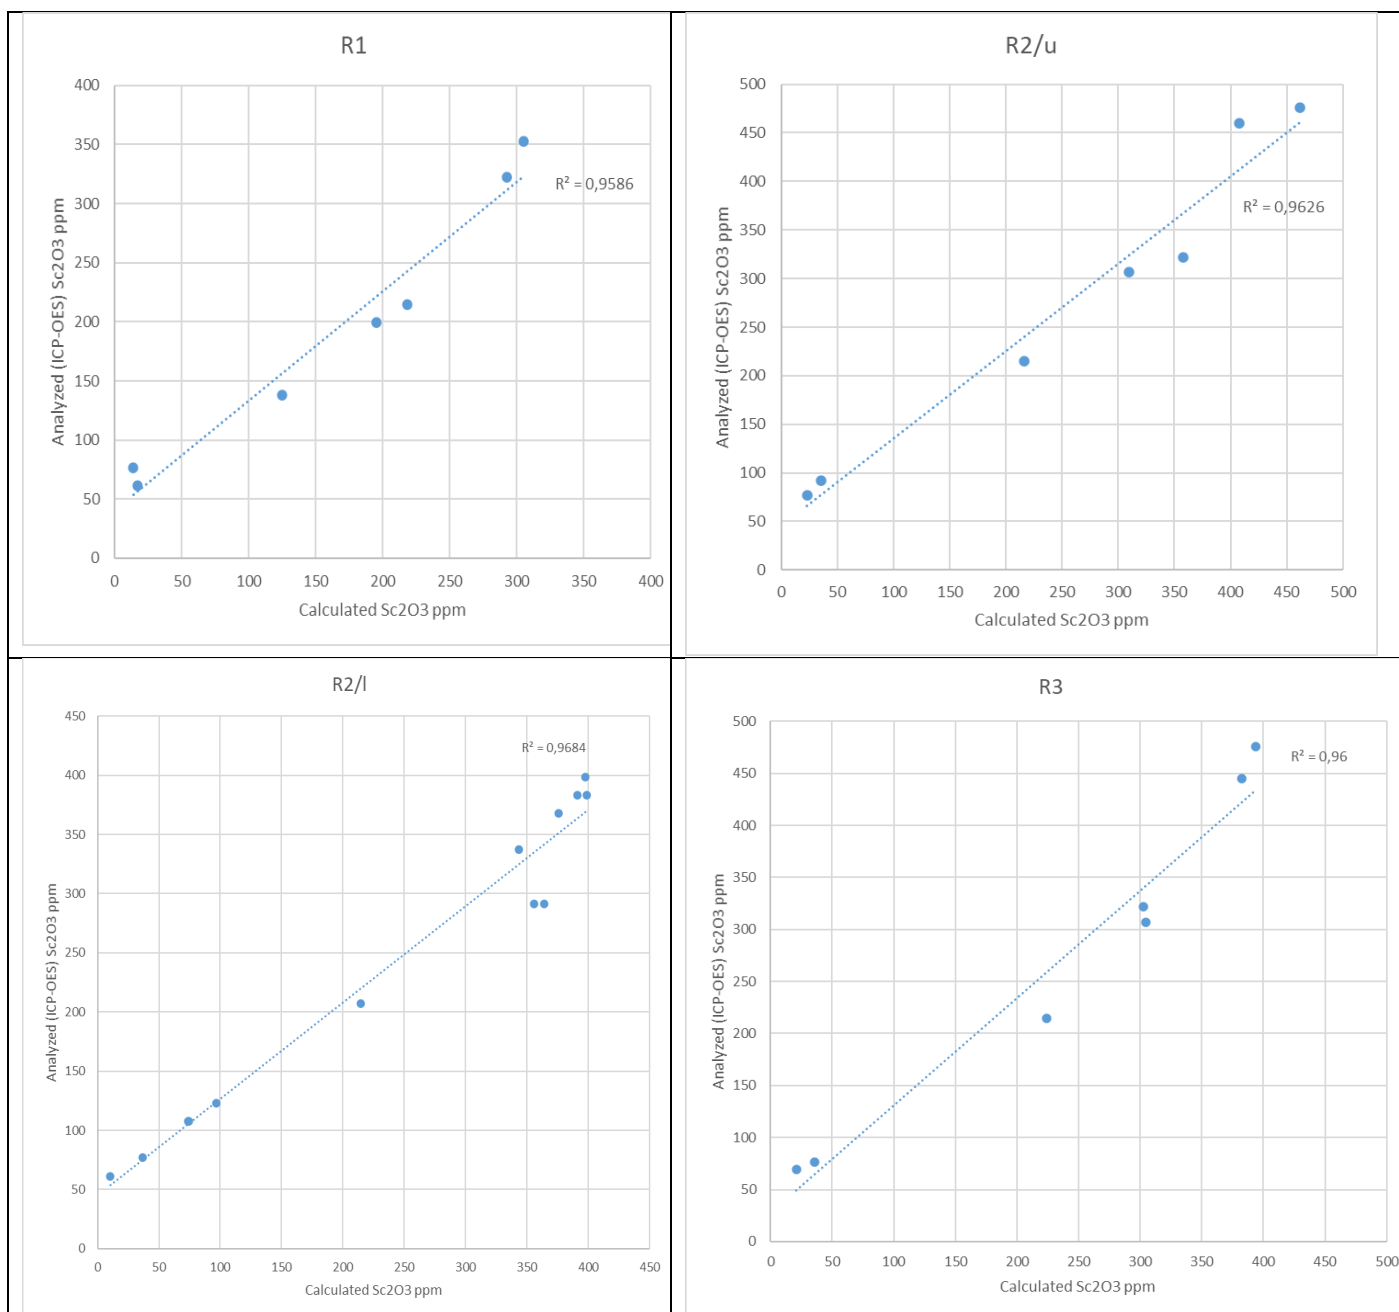 R1
400
350
300
250
200
150
100
50
0
Analyzed (ICP-OES) Sc2O3 ppm
R² = 0,9586
0 50 100 150 200 250 300 350 400
Calculated Sc2O3 ppm
R2/u
500
450
400
350
300
250
200
150
100
50
0
Analyzed (ICP-OES) Sc2O3 ppm
R² = 0,9626
0 50 100 150 200 250 300 350 400 450 500
Calculated Sc2O3 ppm
R2/l
450
400
350
300
250
200
150
100
50
0
Analyzed (ICP-OES) Sc2O3 ppm
R² = 0,9684
0 50 100 150 200 250 300 350 400 450
Calculated Sc2O3 ppm
R3
500
450
400
350
300
250
200
150
100
50
0
Analyzed (ICP-OES) Sc2O3 ppm
R² = 0,96
0 50 100 150 200 250 300 350 400 450 500
Calculated Sc2O3 ppm